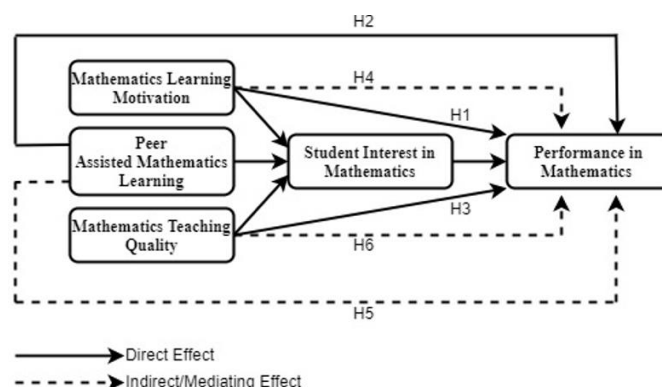 H2
Mathematics Learning
Motivation
H4
H1
Peer
Assisted Mathematics
Learning
Student Interest in
Mathematics
Performance in
Mathematics
Mathematics Teaching
Quality
H3
H6
H5
Direct Effect
Indirect/Mediating Effect